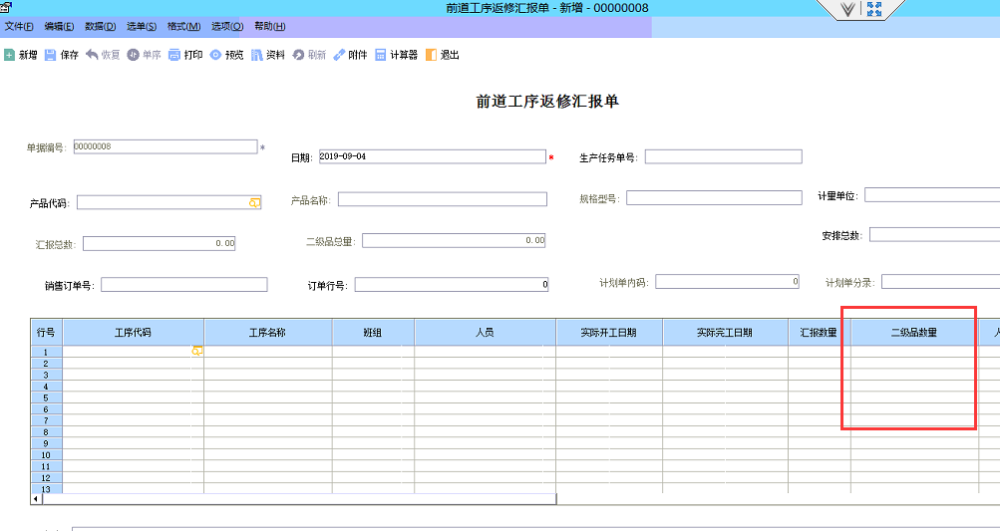 前道工序返修汇报单 - 新增 - 00000008
文件(F) 编辑(E) 数据(D) 选单(S) 格式(M) 选项(O) 帮助(H)
新增 保存 恢复 单序 打印 预览 资料 刷新 附件 计算器 退出
前道工序返修汇报单
单据编号: 00000008 *
日期: 2019-09-04 * 生产任务单号:
产品代码: 产品名称: 规格型号: 计量单位:
汇报总数: 0.00 二级品总量: 0.00 安排总数:
销售订单号: 订单行号: 0 计划单内码: 0 计划单分录:
行号 工序代码 工序名称 班组 人员 实际开工日期 实际完工日期 汇报数量 二级品数量
1
2
3
4
5
6
7
8
9
10
11
12
13